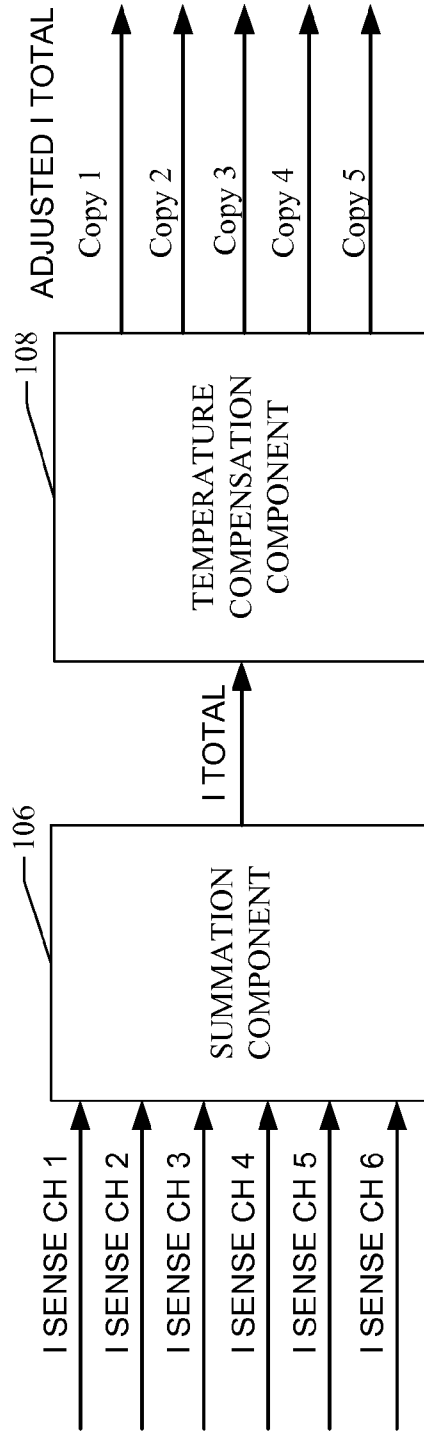 I SENSE CH 1
I SENSE CH 2
I SENSE CH 3
I SENSE CH 4
I SENSE CH 5
I SENSE CH 6
106
SUMMATION
COMPONENT
I TOTAL
108
TEMPERATURE
COMPENSATION
COMPONENT
ADJUSTED I TOTAL
Copy 1
Copy 2
Copy 3
Copy 4
Copy 5